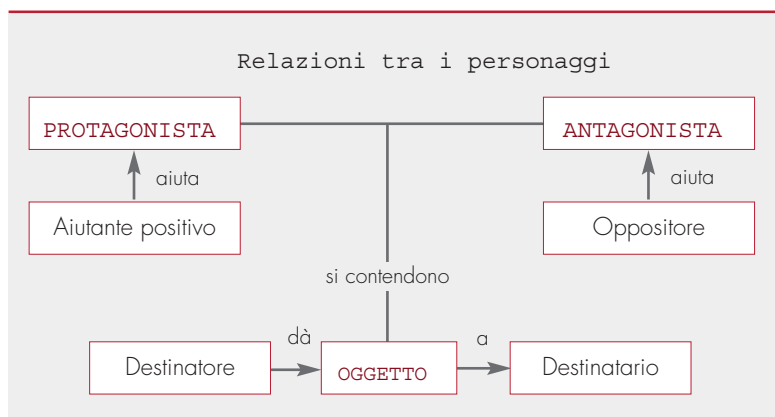 Relazioni tra i personaggi
PROTAGONISTA
ANTAGONISTA
aiuta
aiuta
Aiutante positivo
Oppositore
si contendono
dà
a
Destinatore
OGGETTO
Destinatario